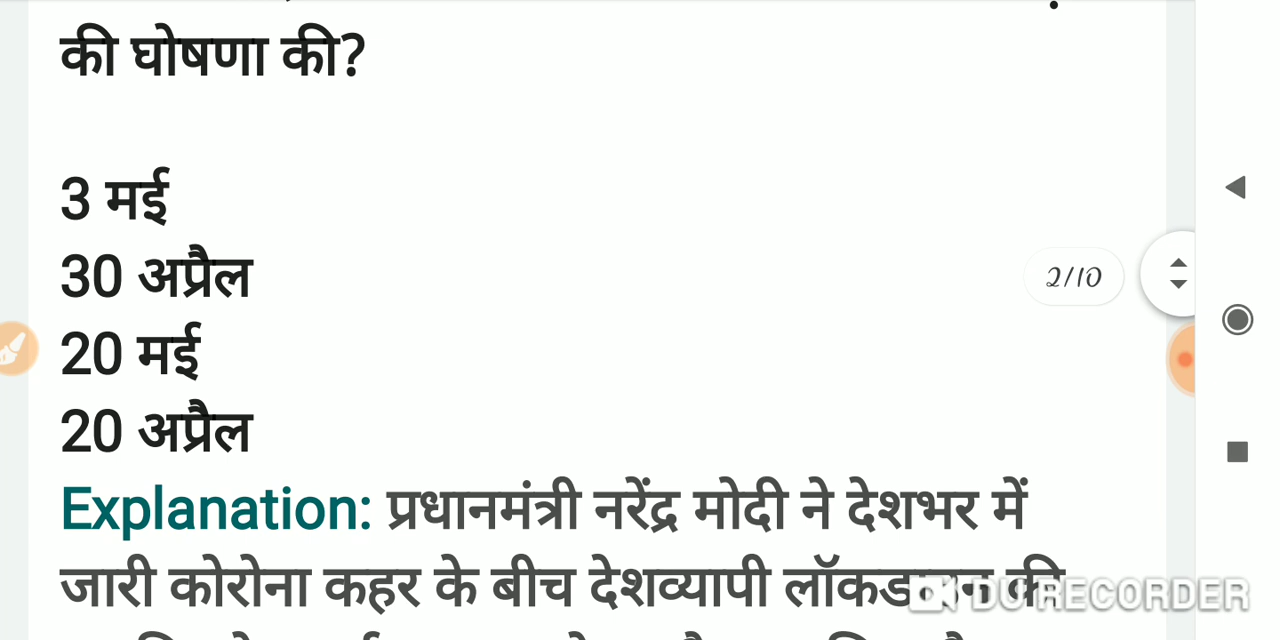 की घोषणा की?
3 मई
30 अप्रैल
2/10
20 मई
20 अप्रैल
Explanation: प्रधानमंत्री नरेंद्र मोदी ने देशभर में
जारी कोरोना कहर के बीच देशव्यापी लॉकडाउन की
DU RECORDER